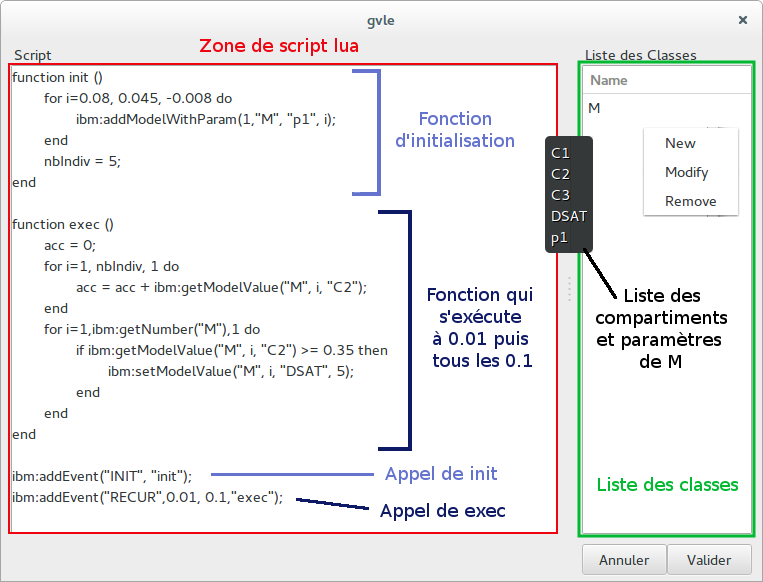 gvle
Zone de script lua
Script
function init ()
for i=0.08, 0.045, -0.008 do
ibm:addModelWithParam(1,"M", "p1", i);
end
nbIndiv = 5;
end
Fonction
d'initialisation
function exec ()
acc = 0;
for i=1, nbIndiv, 1 do
acc = acc + ibm:getModelValue("M", i, "C2");
end
for i=1,ibm:getNumber("M"),1 do
if ibm:getModelValue("M", i, "C2") >= 0.35 then
ibm:setModelValue("M", i, "DSAT", 5);
end
end
end
Fonction qui
s'exécute
à 0.01 puis
tous les 0.1
ibm:addEvent("INIT", "init");
Appel de init
ibm:addEvent("RECUR",0.01, 0.1,"exec");
Appel de exec
Liste des Classes
Name
M
New
Modify
Remove
C1
C2
C3
DSAT
p1
Liste des
compartiments
et paramètres
de M
Liste des classes
Annuler
Valider